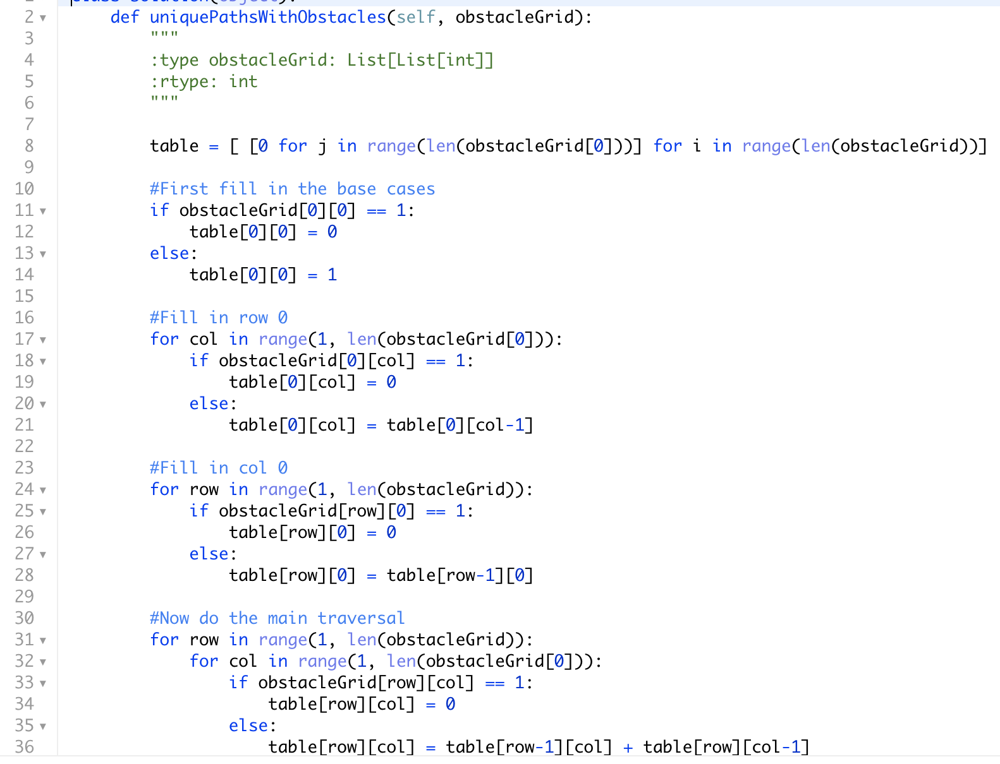 class Solution(object):
2 def uniquePathsWithObstacles(self, obstacleGrid):
3 """
4 :type obstacleGrid: List[List[int]]
5 :rtype: int
6 """
7
8 table = [ [0 for j in range(len(obstacleGrid[0]))] for i in range(len(obstacleGrid))]
9
10 #First fill in the base cases
11 if obstacleGrid[0][0] == 1:
12 table[0][0] = 0
13 else:
14 table[0][0] = 1
15
16 #Fill in row 0
17 for col in range(1, len(obstacleGrid[0])):
18 if obstacleGrid[0][col] == 1:
19 table[0][col] = 0
20 else:
21 table[0][col] = table[0][col-1]
22
23 #Fill in col 0
24 for row in range(1, len(obstacleGrid)):
25 if obstacleGrid[row][0] == 1:
26 table[row][0] = 0
27 else:
28 table[row][0] = table[row-1][0]
29
30 #Now do the main traversal
31 for row in range(1, len(obstacleGrid)):
32 for col in range(1, len(obstacleGrid[0])):
33 if obstacleGrid[row][col] == 1:
34 table[row][col] = 0
35 else:
36 table[row][col] = table[row-1][col] + table[row][col-1]